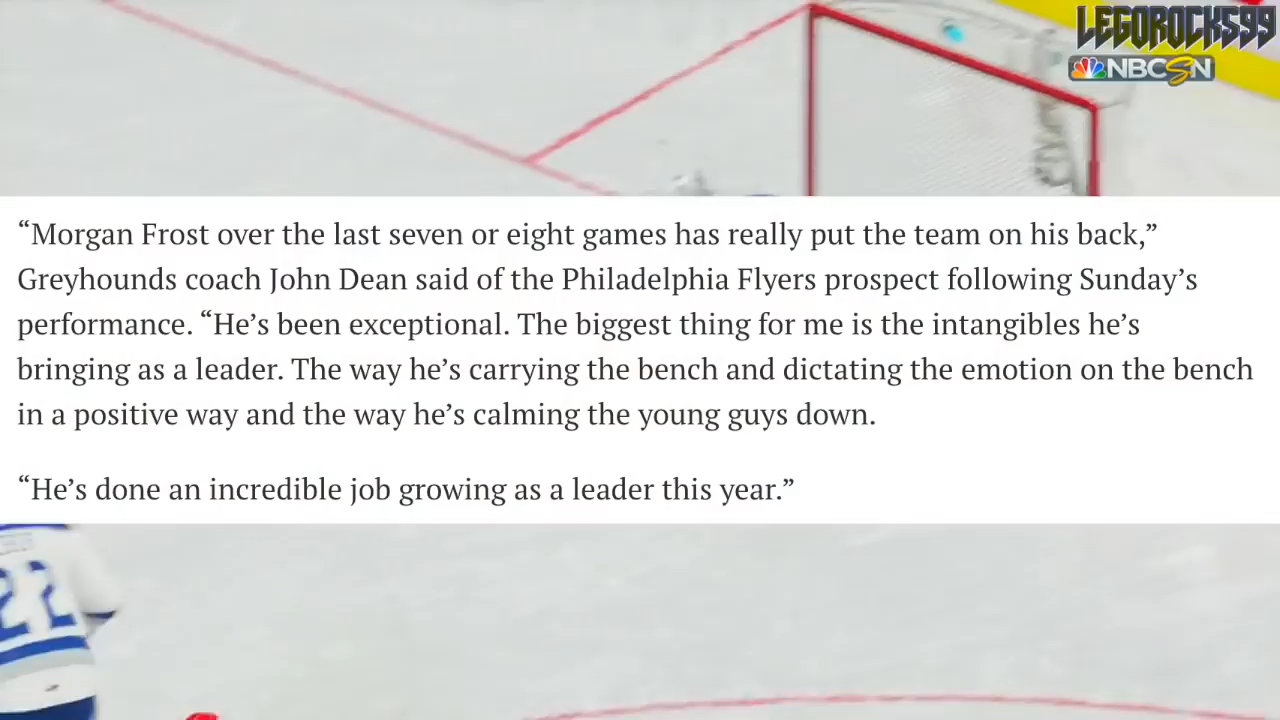 LEGOROCKS99
NBCSN
“Morgan Frost over the last seven or eight games has really put the team on his back,”
Greyhounds coach John Dean said of the Philadelphia Flyers prospect following Sunday’s
performance. “He’s been exceptional. The biggest thing for me is the intangibles he’s
bringing as a leader. The way he’s carrying the bench and dictating the emotion on the bench
in a positive way and the way he’s calming the young guys down.
“He’s done an incredible job growing as a leader this year.”
22